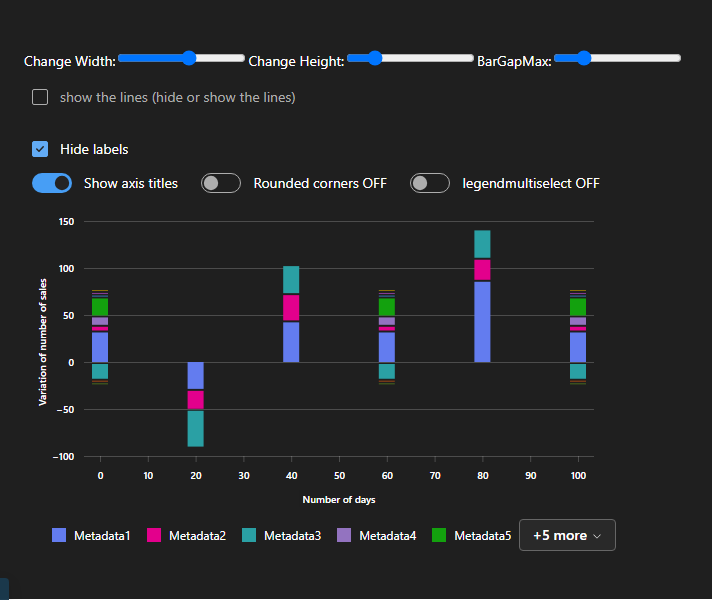 Change Width: Change Height: BarGapMax:
show the lines (hide or show the lines)
Hide labels
Show axis titles Rounded corners OFF legendmultiselect OFF
150
100
50
0
−50
−100
Variation of number of sales
0 10 20 30 40 50 60 70 80 90 100
Number of days
Metadata1 Metadata2 Metadata3 Metadata4 Metadata5 +5 more